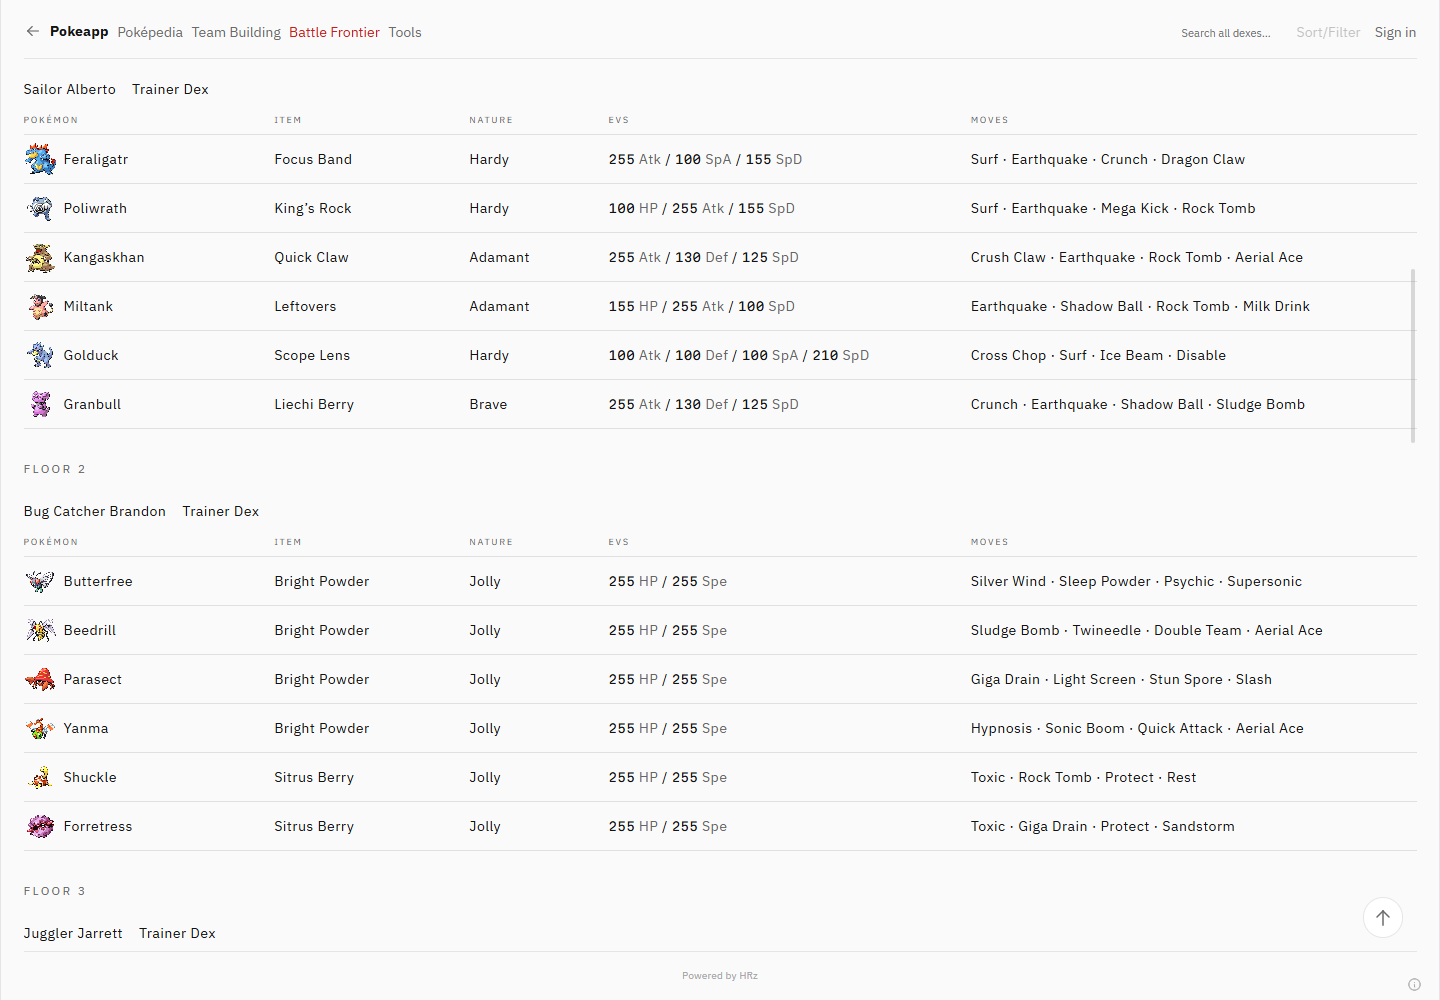 Pokeapp Poképedia Team Building Battle Frontier Tools Search all dexes... Sort/Filter Sign in
Sailor Alberto Trainer Dex
POKÉMON ITEM NATURE EVS MOVES
Feraligatr Focus Band Hardy 255 Atk / 100 SpA / 155 SpD Surf · Earthquake · Crunch · Dragon Claw
Poliwrath King’s Rock Hardy 100 HP / 255 Atk / 155 SpD Surf · Earthquake · Mega Kick · Rock Tomb
Kangaskhan Quick Claw Adamant 255 Atk / 130 Def / 125 SpD Crush Claw · Earthquake · Rock Tomb · Aerial Ace
Miltank Leftovers Adamant 155 HP / 255 Atk / 100 SpD Earthquake · Shadow Ball · Rock Tomb · Milk Drink
Golduck Scope Lens Hardy 100 Atk / 100 Def / 100 SpA / 210 SpD Cross Chop · Surf · Ice Beam · Disable
Granbull Liechi Berry Brave 255 Atk / 130 Def / 125 SpD Crunch · Earthquake · Shadow Ball · Sludge Bomb
FLOOR 2
Bug Catcher Brandon Trainer Dex
POKÉMON ITEM NATURE EVS MOVES
Butterfree Bright Powder Jolly 255 HP / 255 Spe Silver Wind · Sleep Powder · Psychic · Supersonic
Beedrill Bright Powder Jolly 255 HP / 255 Spe Sludge Bomb · Twineedle · Double Team · Aerial Ace
Parasect Bright Powder Jolly 255 HP / 255 Spe Giga Drain · Light Screen · Stun Spore · Slash
Yanma Bright Powder Jolly 255 HP / 255 Spe Hypnosis · Sonic Boom · Quick Attack · Aerial Ace
Shuckle Sitrus Berry Jolly 255 HP / 255 Spe Toxic · Rock Tomb · Protect · Rest
Forretress Sitrus Berry Jolly 255 HP / 255 Spe Toxic · Giga Drain · Protect · Sandstorm
FLOOR 3
Juggler Jarrett Trainer Dex
Powered by HRz